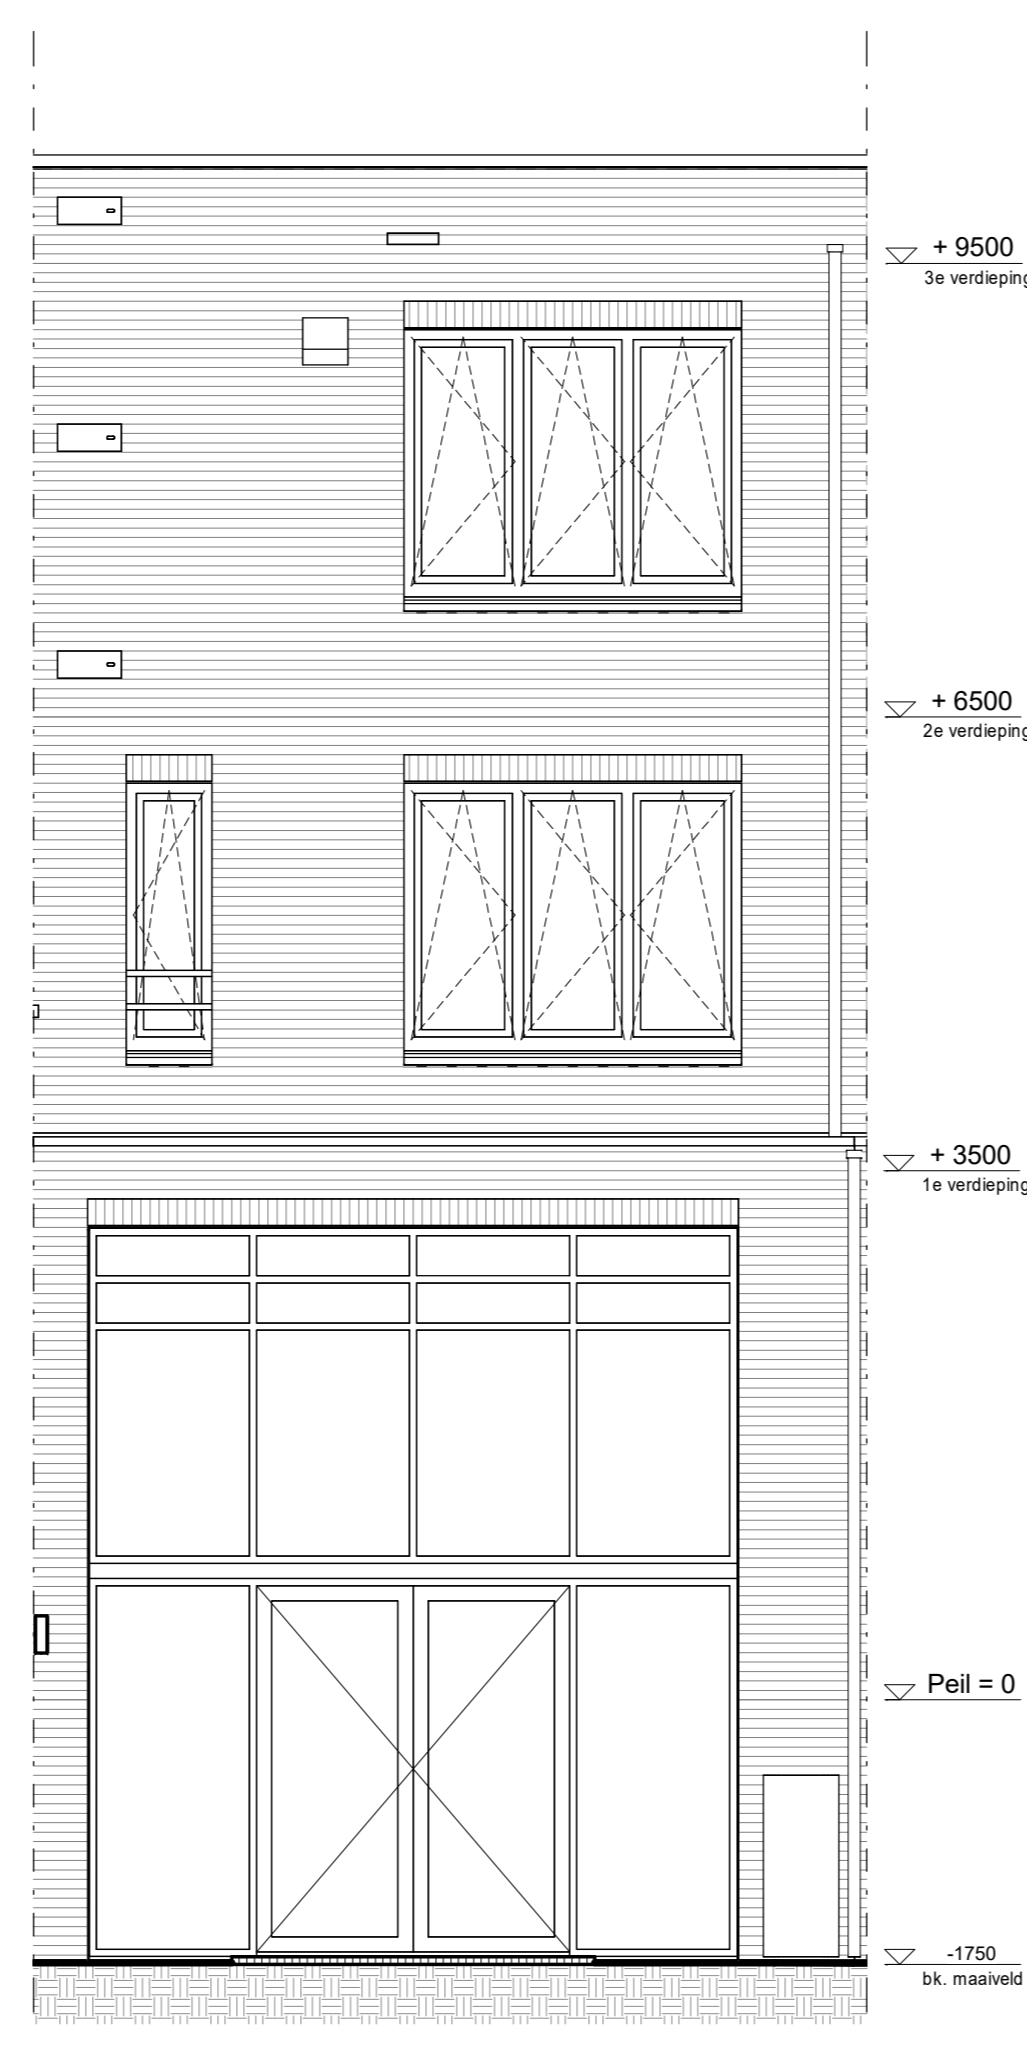 + 9500
3e verdieping
+ 6500
2e verdieping
+ 3500
1e verdieping
Peil = 0
-1750
bk. maaiveld